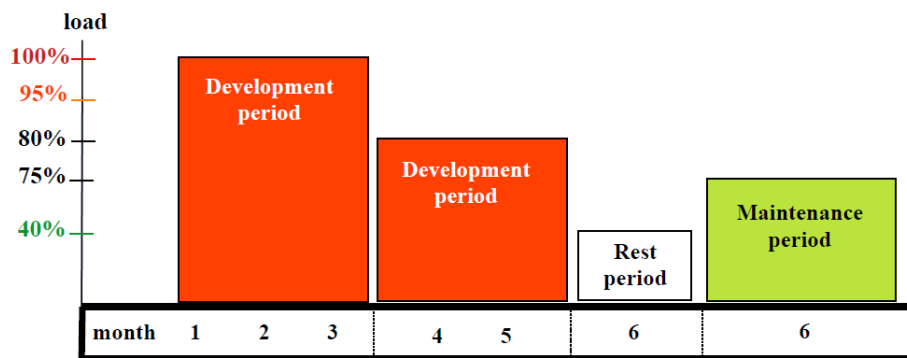 load
100%
95%
80%
75%
40%
Development
period
Development
period
Rest
period
Maintenance
period
month 1 2 3 4 5 6 6